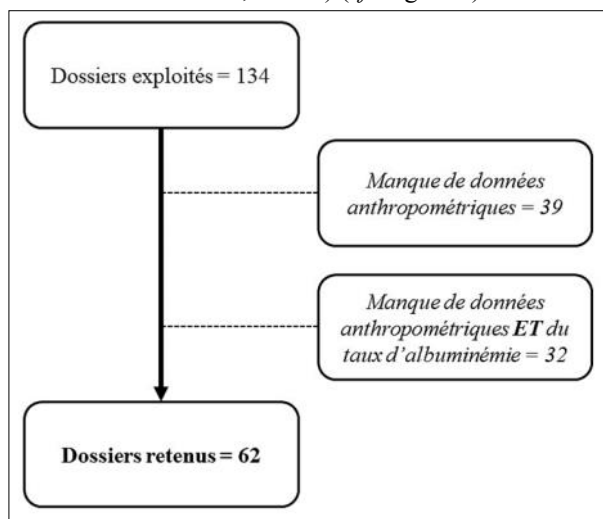 Dossiers exploités = 134
Manque de données
anthropométriques = 39
Manque de données
anthropométriques ET du
taux d'albuminémie = 32
Dossiers retenus = 62